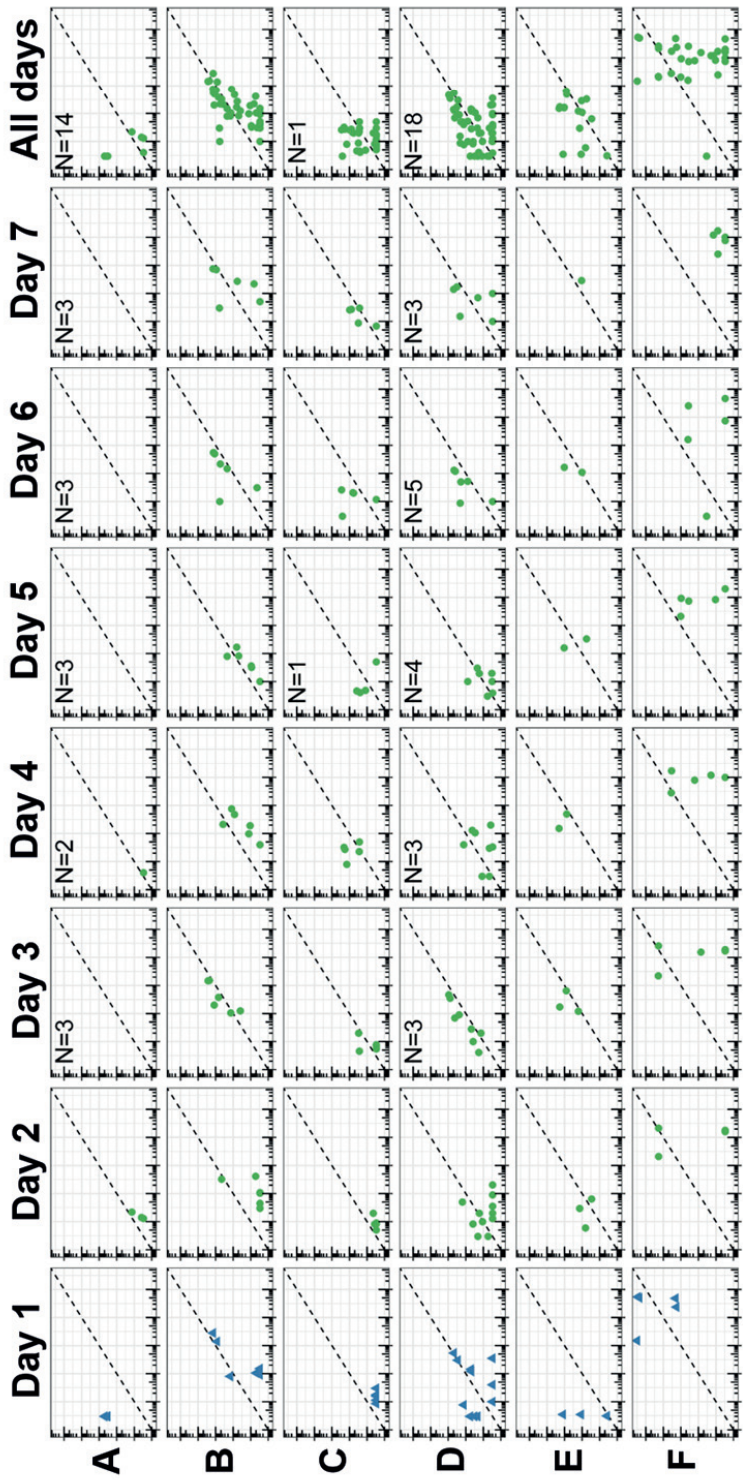 Day 1 Day 2 Day 3 Day 4 Day 5 Day 6 Day 7 All days
A N=3 N=2 N=3 N=3 N=3 N=14
B
C N=1 N=1
D N=3 N=3 N=4 N=5 N=3 N=18
E
F